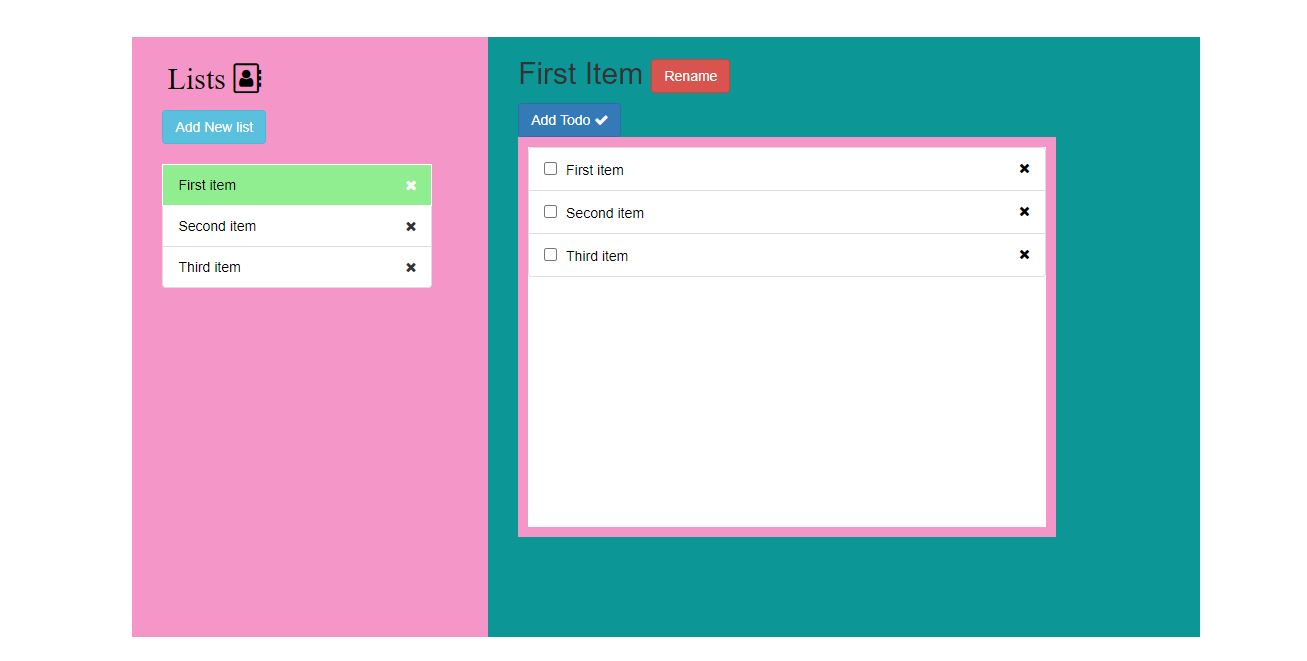 Lists
Add New list
First item
Second item
Third item
First Item
Rename
Add Todo
First item
Second item
Third item